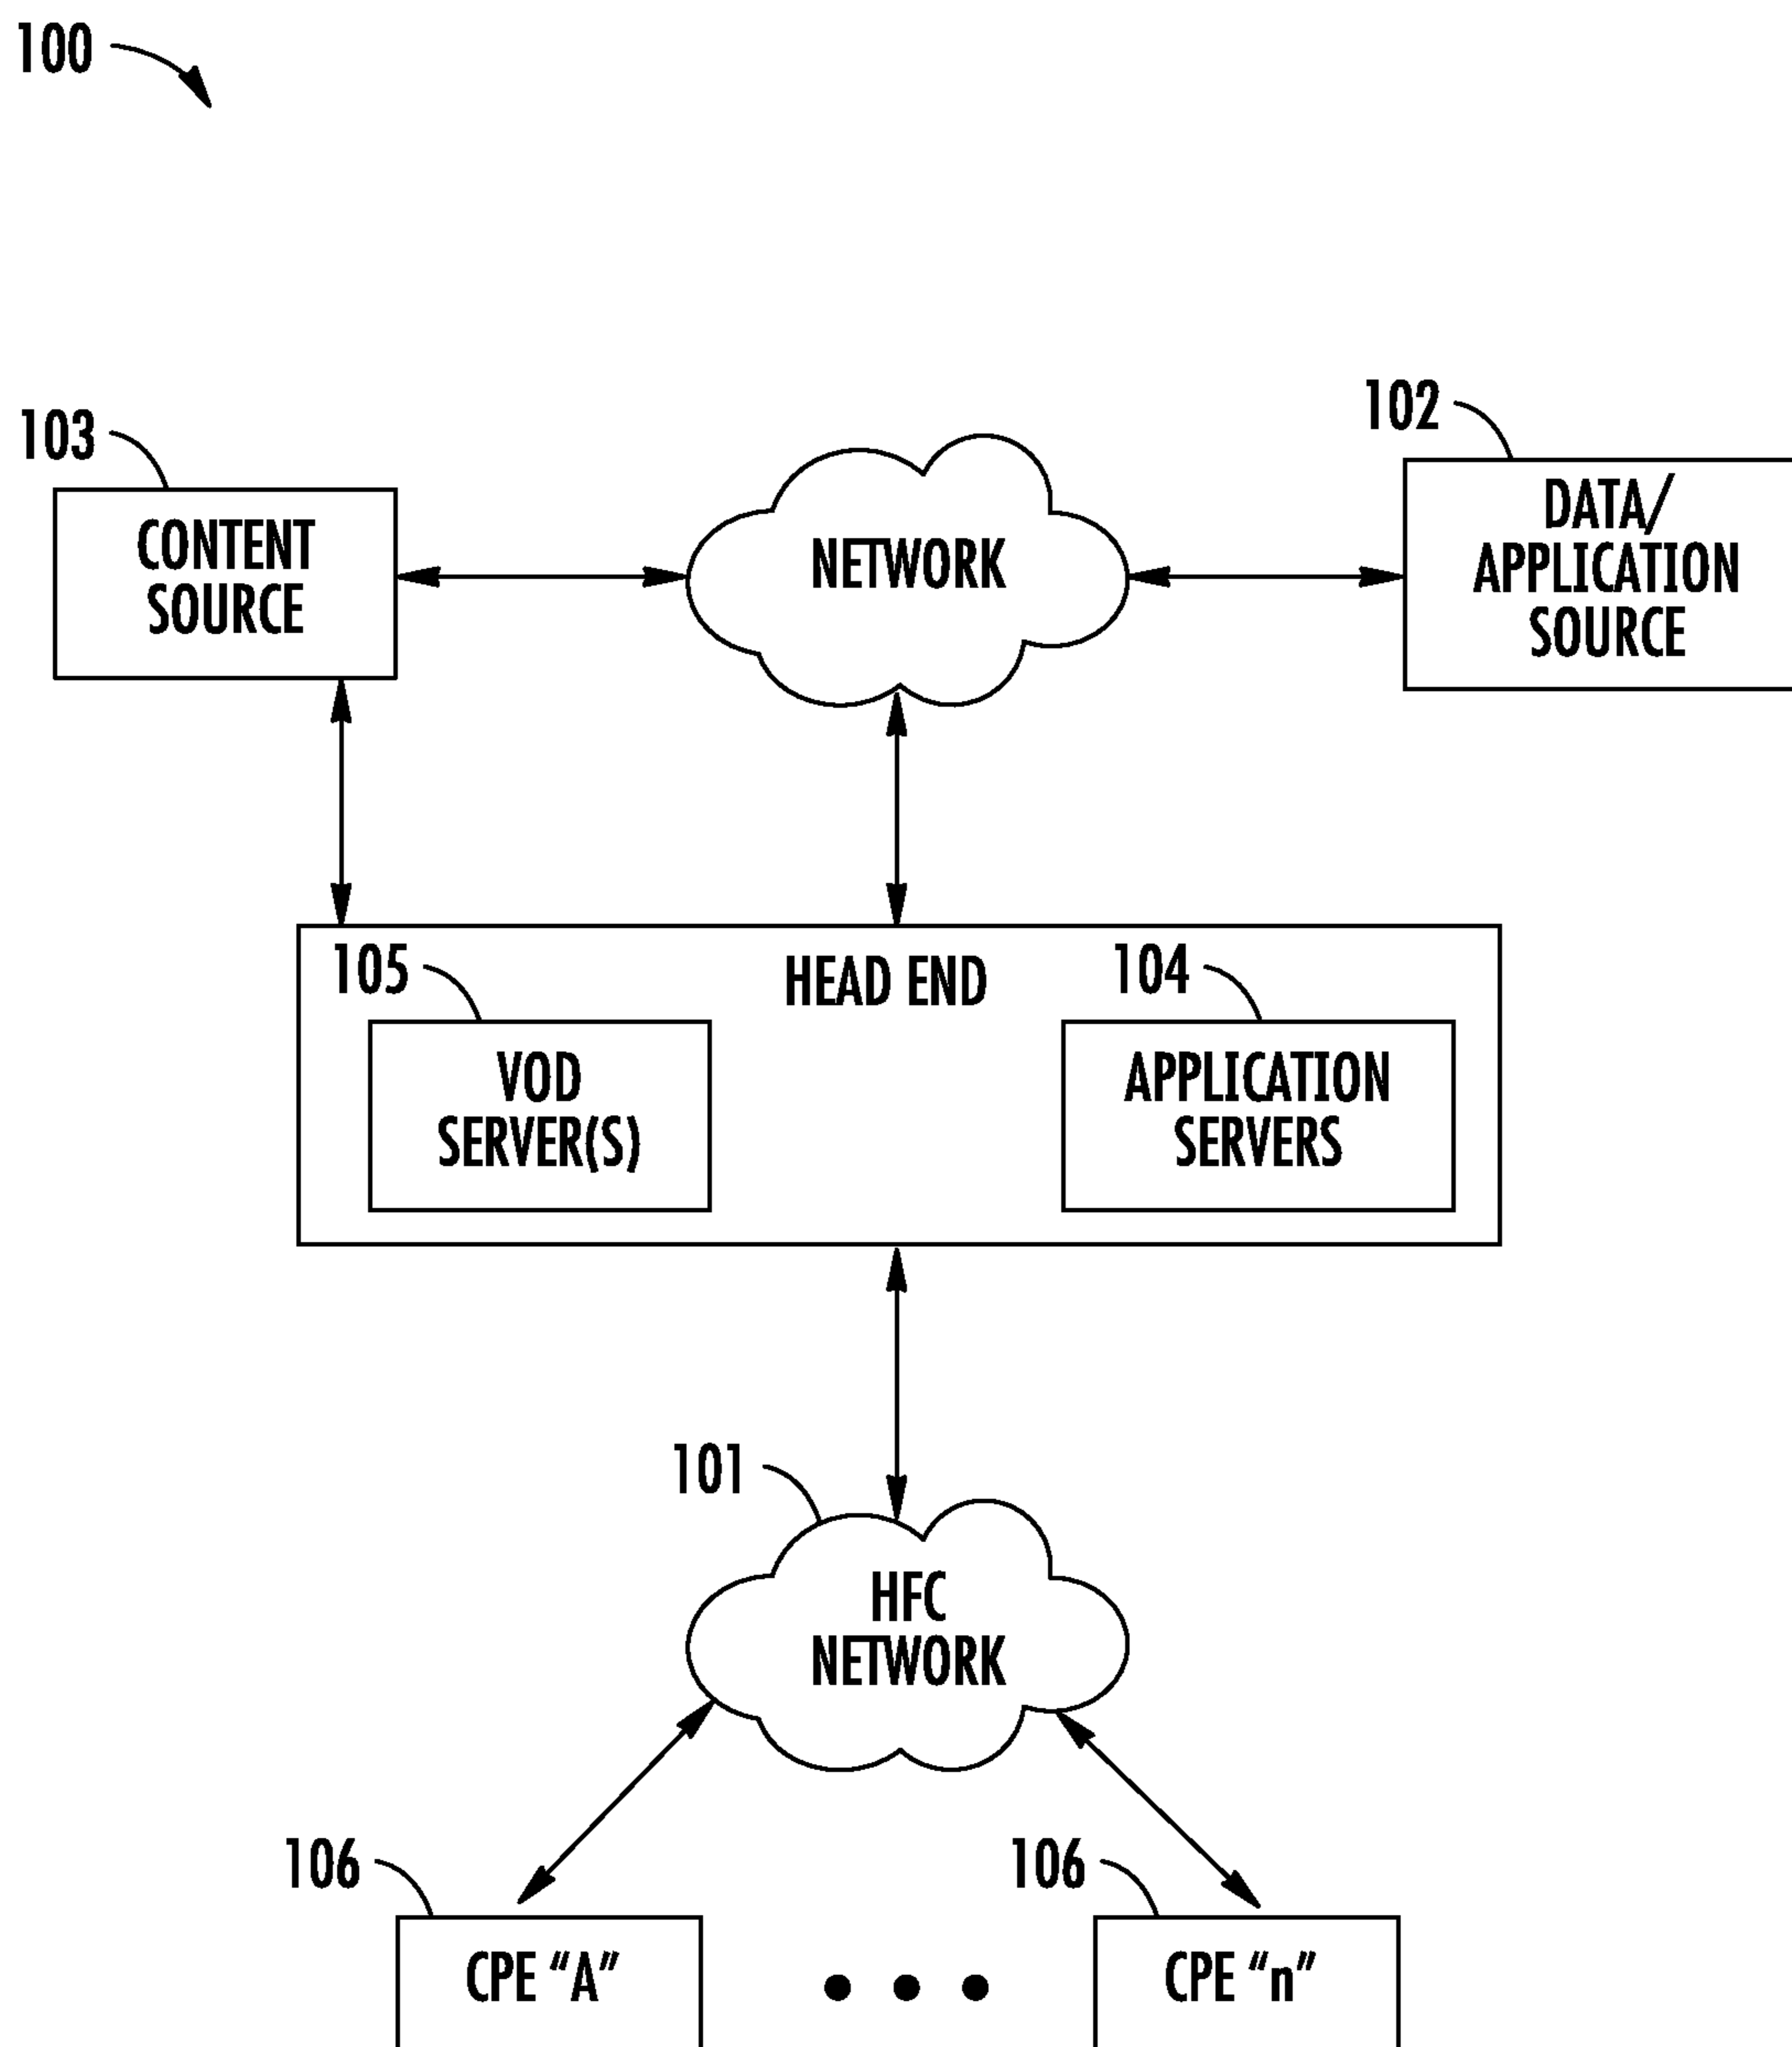 100
103
102
CONTENT
SOURCE
NETWORK
DATA/
APPLICATION
SOURCE
105
HEAD END
104
VOD
SERVER(S)
APPLICATION
SERVERS
101
HFC
NETWORK
106
106
CPE “A”
CPE “n”